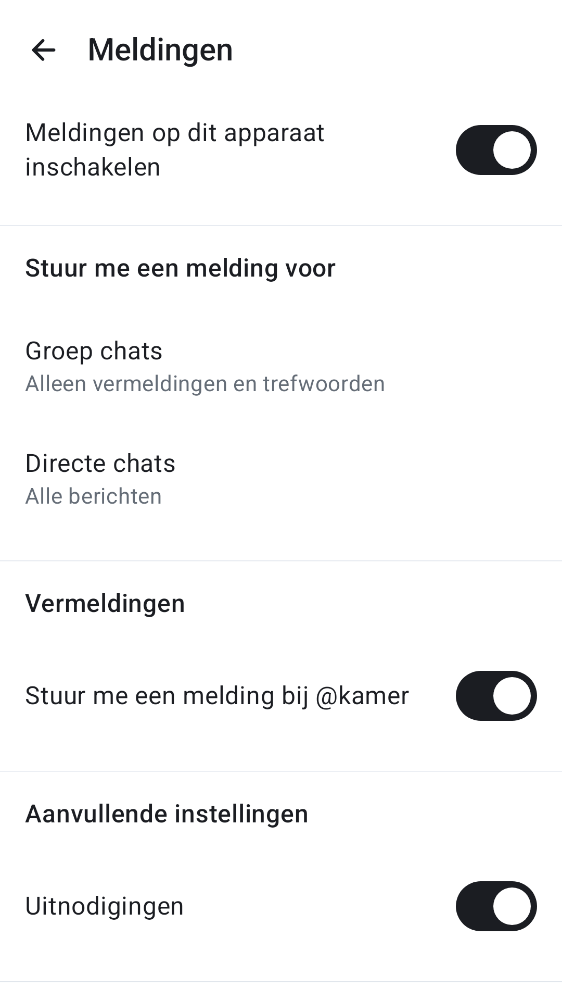 Meldingen
Meldingen op dit apparaat
inschakelen
Stuur me een melding voor
Groep chats
Alleen vermeldingen en trefwoorden
Directe chats
Alle berichten
Vermeldingen
Stuur me een melding bij @kamer
Aanvullende instellingen
Uitnodigingen